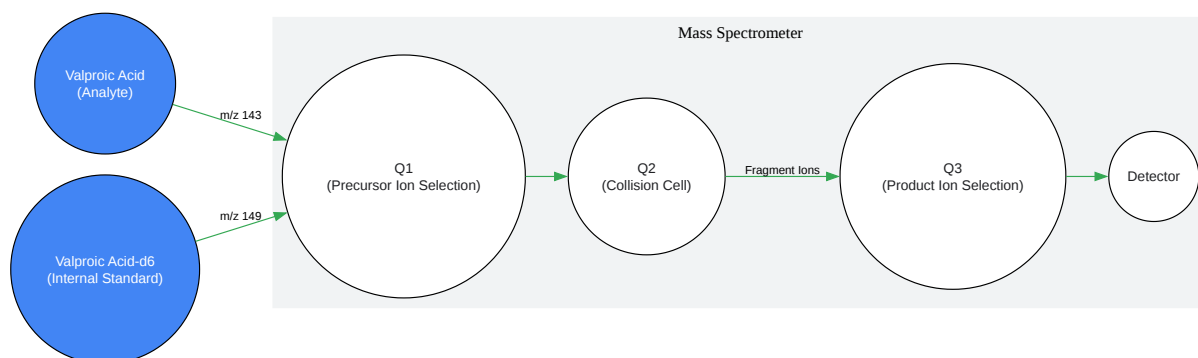 Mass Spectrometer
Valproic Acid
(Analyte)
m/z 143
Valproic Acid-d6
(Internal Standard)
m/z 149
Q1
(Precursor Ion Selection)
Q2
(Collision Cell)
Fragment Ions
Q3
(Product Ion Selection)
Detector